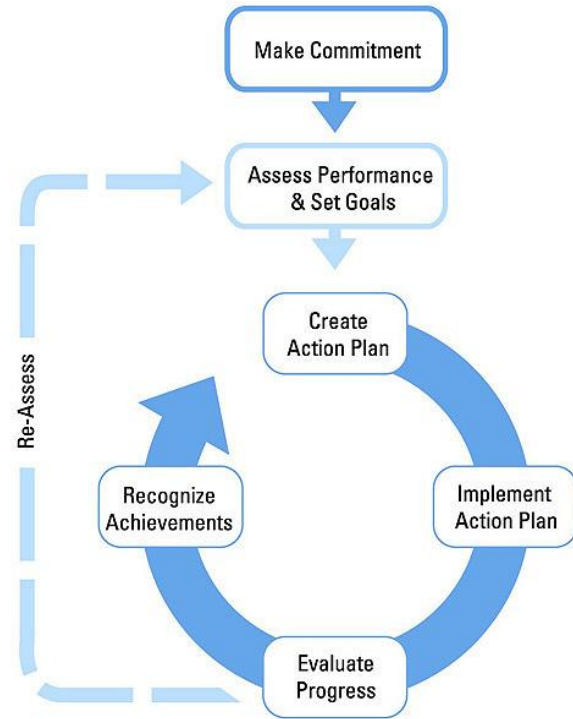 Make Commitment
Assess Performance
& Set Goals
Create
Action Plan
Re-Assess
Recognize
Achievements
Implement
Action Plan
Evaluate
Progress